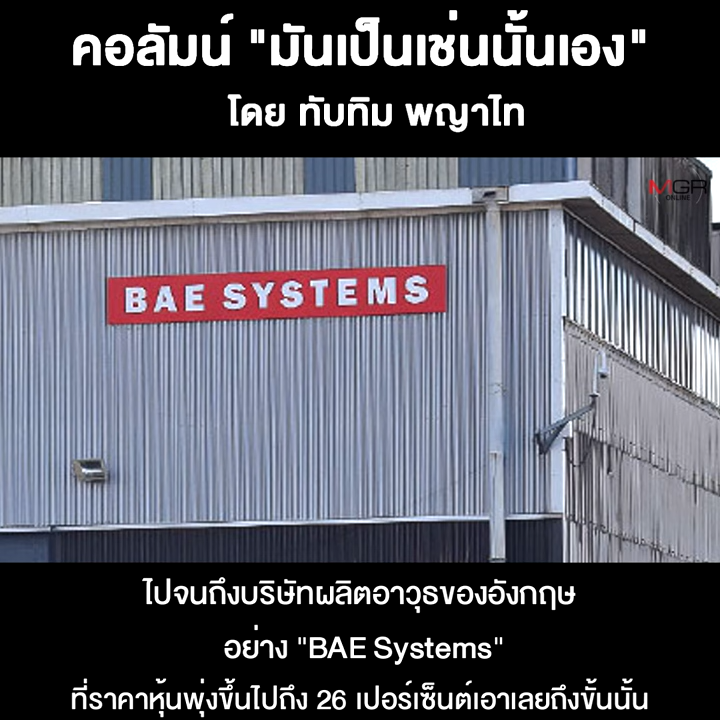 คอลัมน์ "มันเป็นเช่นนั้นเอง"
โดย ทับทิม พญาไท
MGR
ONLINE
BAE SYSTEMS
ไปจนถึงบริษัทผลิตอาวุธของอังกฤษ
อย่าง "BAE Systems"
ที่ราคาหุ้นพุ่งขึ้นไปถึง 26 เปอร์เซ็นต์เอาเลยถึงขั้นนั้น